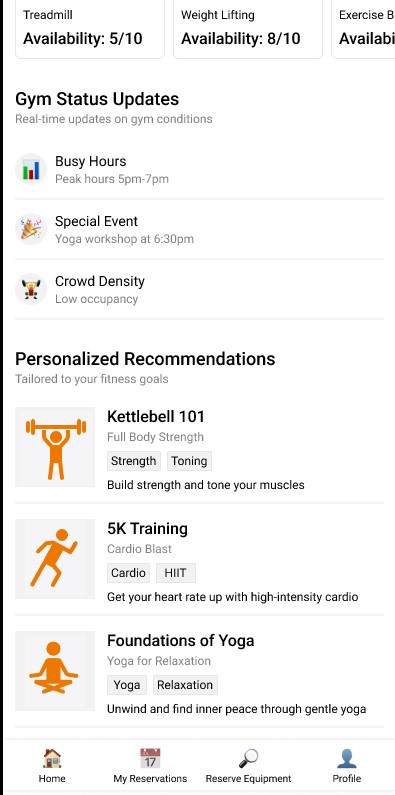 Treadmill
Weight Lifting
Exercise B
Availability: 5/10
Availability: 8/10
Availabi
Gym Status Updates
Real-time updates on gym conditions
Busy Hours
Peak hours 5pm-7pm
Special Event
Yoga workshop at 6:30pm
Crowd Density
Low occupancy
Personalized Recommendations
Tailored to your fitness goals
Kettlebell 101
Full Body Strength
Strength
Toning
Build strength and tone your muscles
5K Training
Cardio Blast
Cardio
HIIT
Get your heart rate up with high-intensity cardio
Foundations of Yoga
Yoga for Relaxation
Yoga
Relaxation
Unwind and find inner peace through gentle yoga
17
Home
My Reservations
Reserve Equipment
Profile